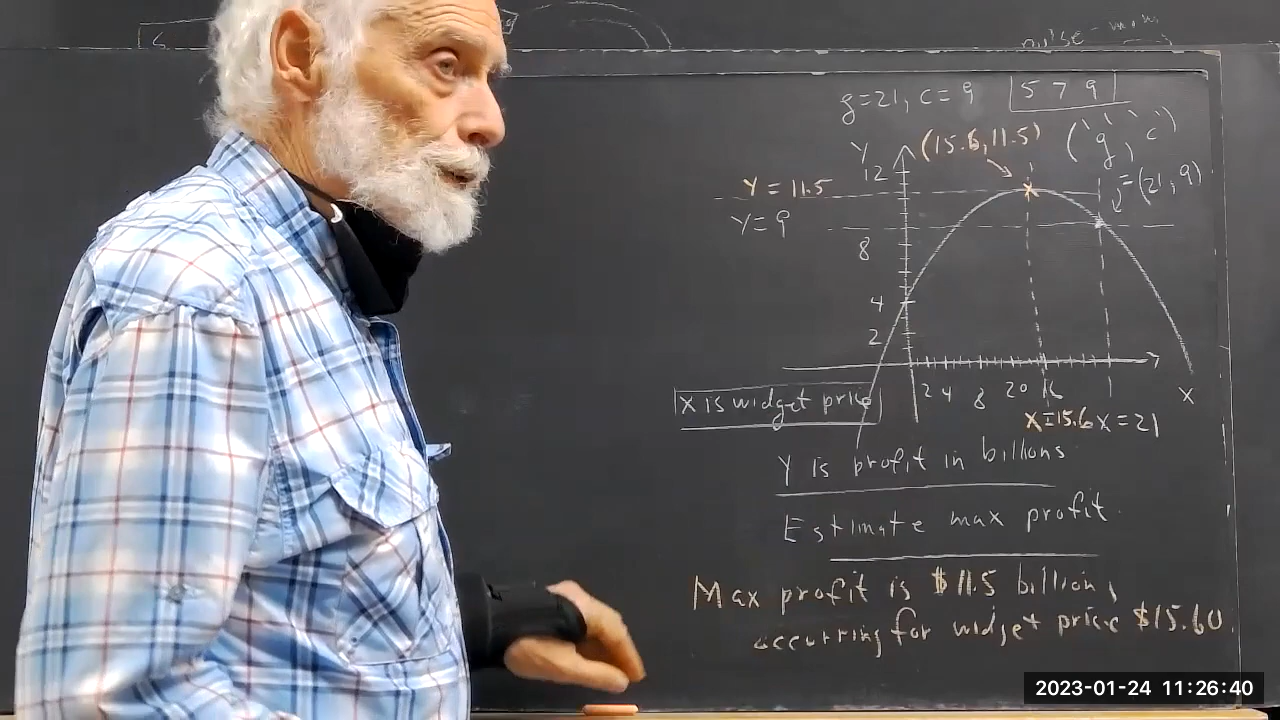 g=21, c=9 5 7 9
(15.6, 11.5) (g, c)
Y
12
Y=11.5
=(21, 9)
Y=9
8
4
2
2 4 8 20 16
X
X is widget price
X=15.6 X=21
Y is profit in billions
Estimate max profit
Max profit is $11.5 billion,
occurring for widget price $15.60
2023-01-24 11:26:40